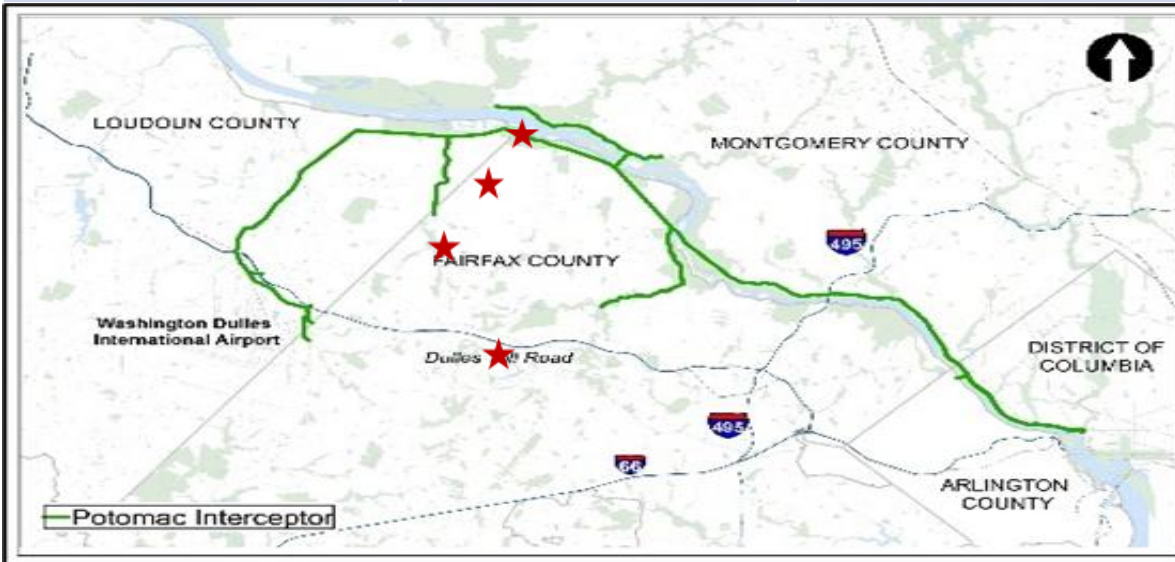 LOUDOUN COUNTY
MONTGOMERY COUNTY
495
FAIRFAX COUNTY
Washington Dulles
International Airport
Dulles Road
DISTRICT OF
COLUMBIA
495
66
ARLINGTON
COUNTY
Potomac Interceptor